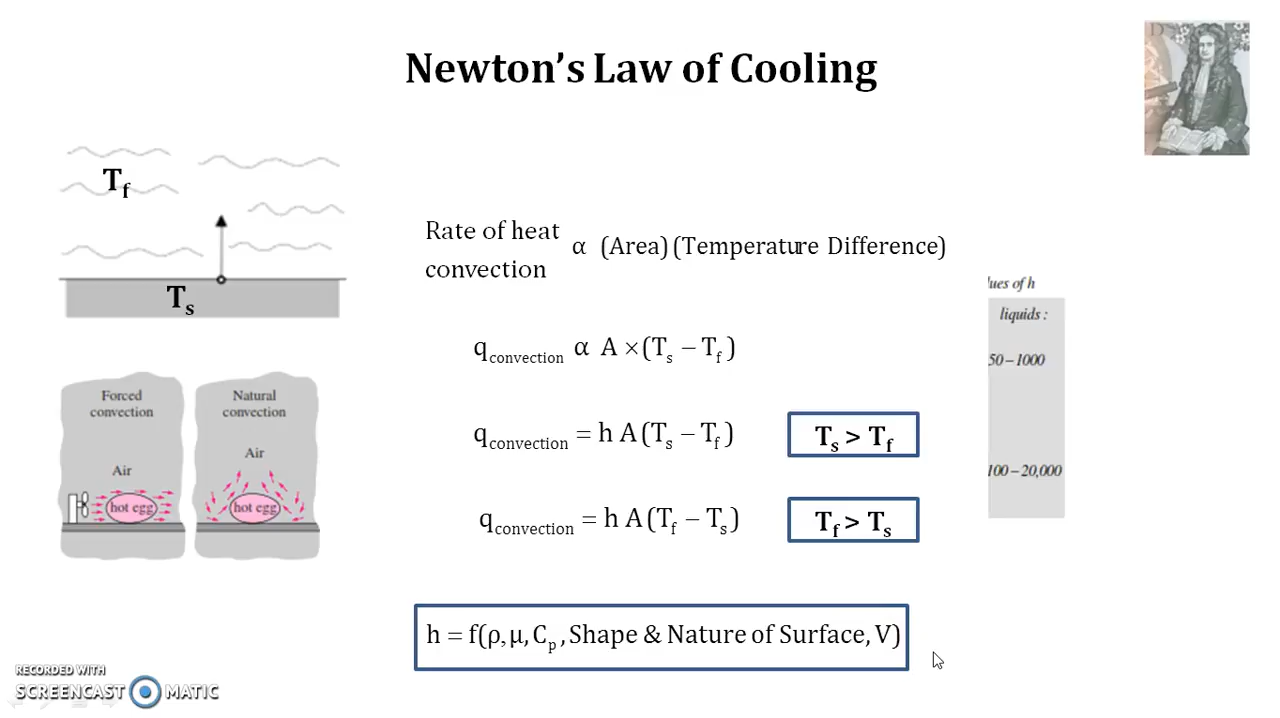 Newton's Law of Cooling
T_f
T_s
Rate of heat
convection
α (Area)(Temperature Difference)
q_convection α A ×(T_s − T_f)
q_convection = h A(T_s − T_f)
T_s > T_f
q_convection = h A(T_f − T_s)
T_f > T_s
h = f(ρ, μ, C_p, Shape & Nature of Surface, V)
Forced
convection
Air
hot egg
Natural
convection
Air
hot egg
lues of h
liquids :
50 – 1000
100 – 20,000
RECORDED WITH
SCREENCAST MATIC